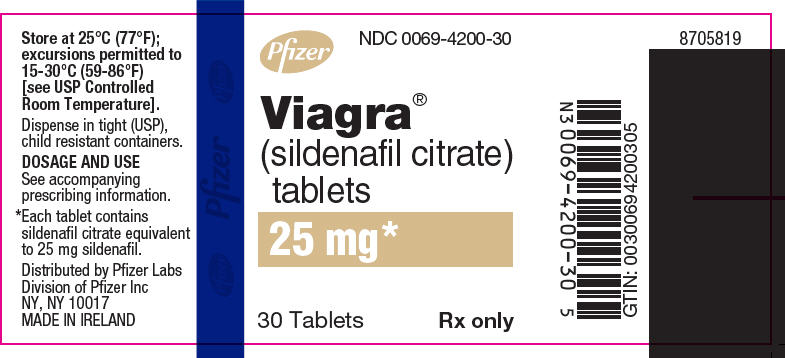 Store at 25°C (77°F);
excursions permitted to
15-30°C (59-86°F)
[see USP Controlled
Room Temperature].
Dispense in tight (USP),
child resistant containers.
DOSAGE AND USE
See accompanying
prescribing information.
*Each tablet contains
sildenafil citrate equivalent
to 25 mg sildenafil.
Distributed by Pfizer Labs
Division of Pfizer Inc
NY, NY 10017
MADE IN IRELAND
Pfizer
Pfizer
Pfizer
Pfizer
NDC 0069-4200-30
Viagra®
(sildenafil citrate)
tablets
25 mg*
30 Tablets
Rx only
N3 0069-4200-30 5
GTIN: 00300694200305
8705819